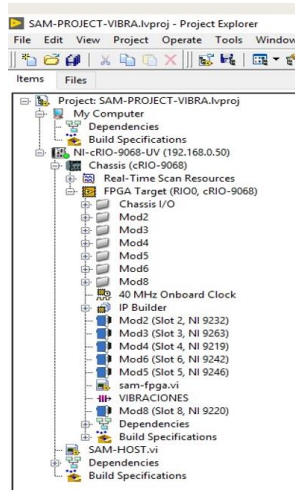 SAM-PROJECT-VIBRA.lvproj - Project Explorer
File Edit View Project Operate Tools Window
Items Files
Project: SAM-PROJECT-VIBRA.lvproj
My Computer
Dependencies
Build Specifications
NI-cRIO-9068-UV (192.168.0.50)
Chassis (cRIO-9068)
Real-Time Scan Resources
FPGA Target (RIO0, cRIO-9068)
Chassis I/O
Mod2
Mod3
Mod4
Mod5
Mod6
Mod8
40 MHz Onboard Clock
IP Builder
Mod2 (Slot 2, NI 9232)
Mod3 (Slot 3, NI 9263)
Mod4 (Slot 4, NI 9219)
Mod6 (Slot 6, NI 9242)
Mod5 (Slot 5, NI 9246)
sam-fpga.vi
VIBRACIONES
Mod8 (Slot 8, NI 9220)
Dependencies
Build Specifications
SAM-HOST.vi
Dependencies
Build Specifications